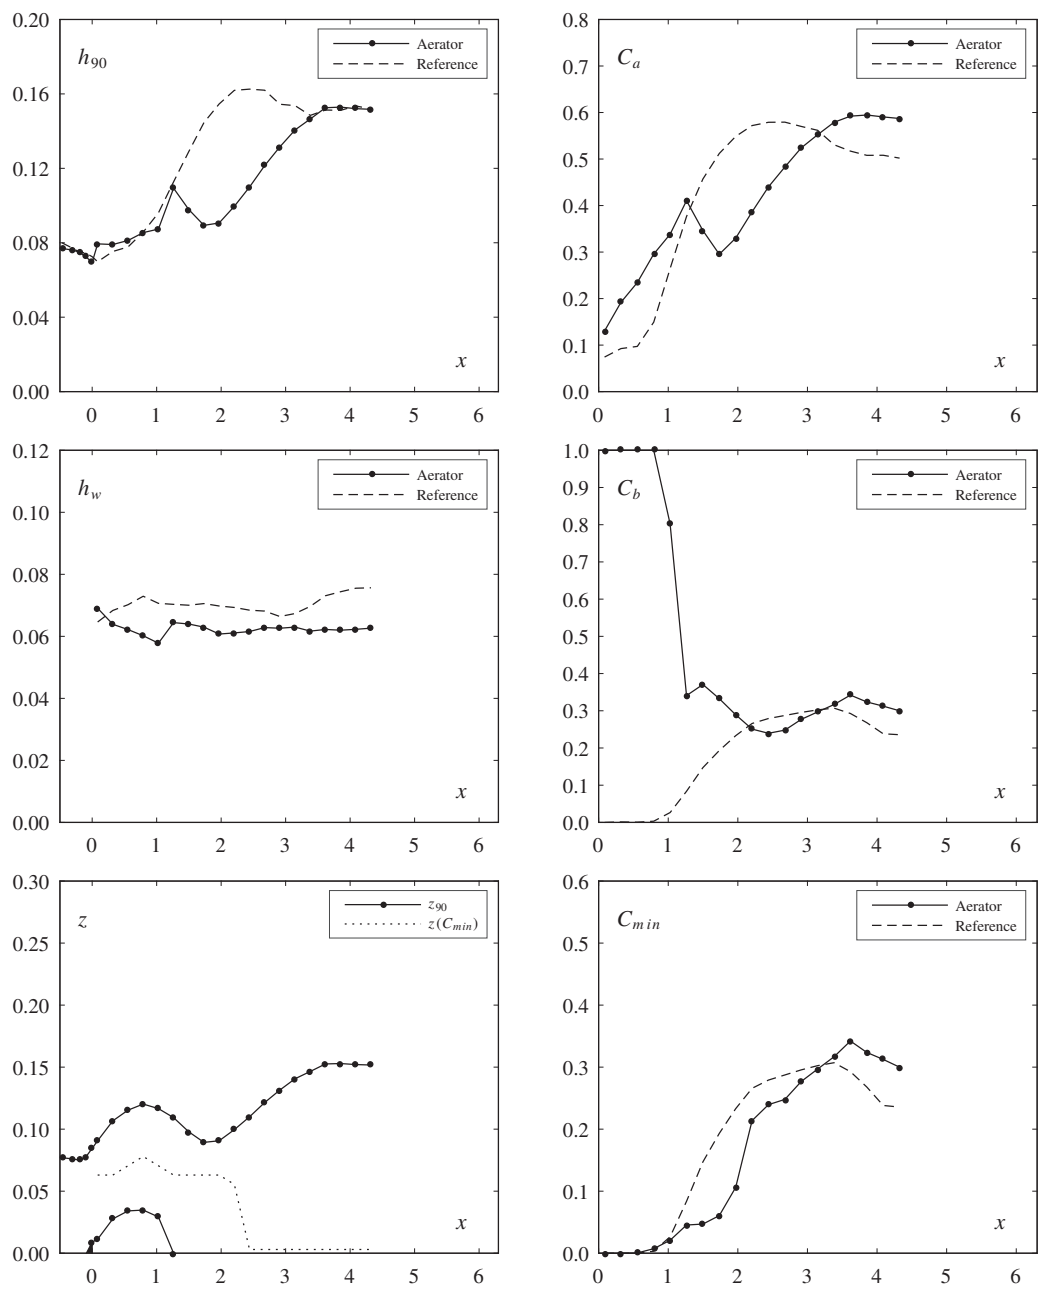 0.20
h90
Aerator
Reference
0.16
0.12
0.08
0.04
x
0.00
0 1 2 3 4 5 6
0.8
Ca
Aerator
Reference
0.7
0.6
0.5
0.4
0.3
0.2
0.1
x
0.0
0 1 2 3 4 5 6
0.12
hw
Aerator
Reference
0.10
0.08
0.06
0.04
0.02
x
0.00
0 1 2 3 4 5 6
1.0
Cb
Aerator
Reference
0.9
0.8
0.7
0.6
0.5
0.4
0.3
0.2
0.1
x
0.0
0 1 2 3 4 5 6
0.30
z
z90
z(Cmin)
0.25
0.20
0.15
0.10
0.05
x
0.00
0 1 2 3 4 5 6
0.6
Cmin
Aerator
Reference
0.5
0.4
0.3
0.2
0.1
x
0.0
0 1 2 3 4 5 6